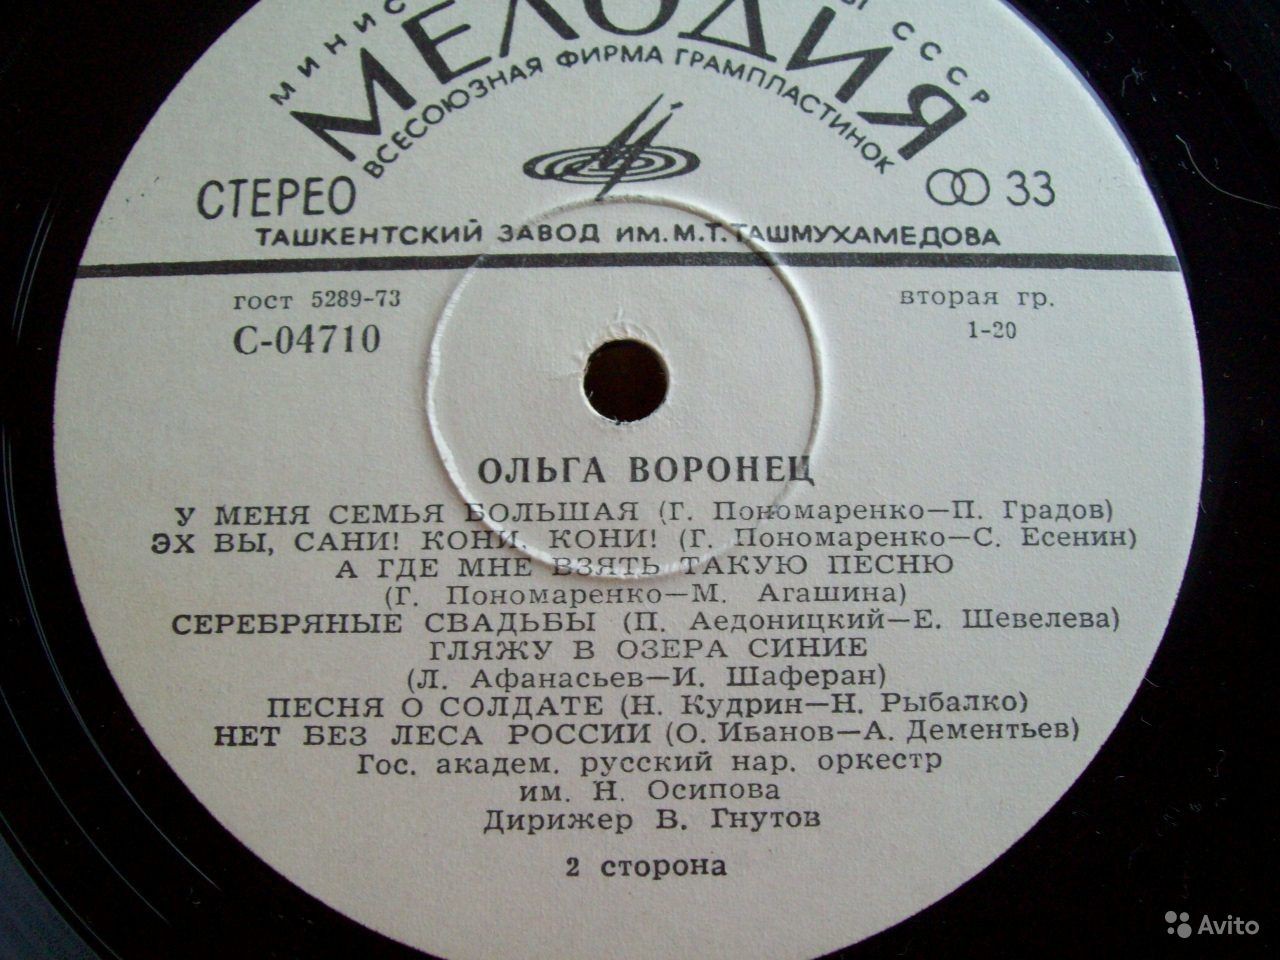 СССР
МЕЛОДИЯ
ВСЕСОЮЗНАЯ ФИРМА ГРАМПЛАСТИНОК
СТЕРЕО
33
ТАШКЕНТСКИЙ ЗАВОД ИМ. М.Т. ТАШМУХАМЕДОВА
гост 5289-73
вторая гр.
С-04710
1-20
ОЛЬГА ВОРОНЕЦ
У МЕНЯ СЕМЬЯ БОЛЬШАЯ (Г. Пономаренко—П. Градов)
ЭХ ВЫ, САНИ! КОНИ, КОНИ! (Г. Пономаренко—С. Есенин)
А ГДЕ МНЕ ВЗЯТЬ ТАКУЮ ПЕСНЮ
(Г. Пономаренко—М. Агашина)
СЕРЕБРЯНЫЕ СВАДЬБЫ (П. Аедоницкий—Е. Шевелева)
ГЛЯЖУ В ОЗЕРА СИНИЕ
(Л. Афанасьев—И. Шаферан)
ПЕСНЯ О СОЛДАТЕ (Н. Кудрин—Н. Рыбалко)
НЕТ БЕЗ ЛЕСА РОССИИ (О. Иванов—А. Дементьев)
Гос. академ. русский нар. оркестр
им. Н. Осипова
Дирижер В. Гнутов
2 сторона
Avito